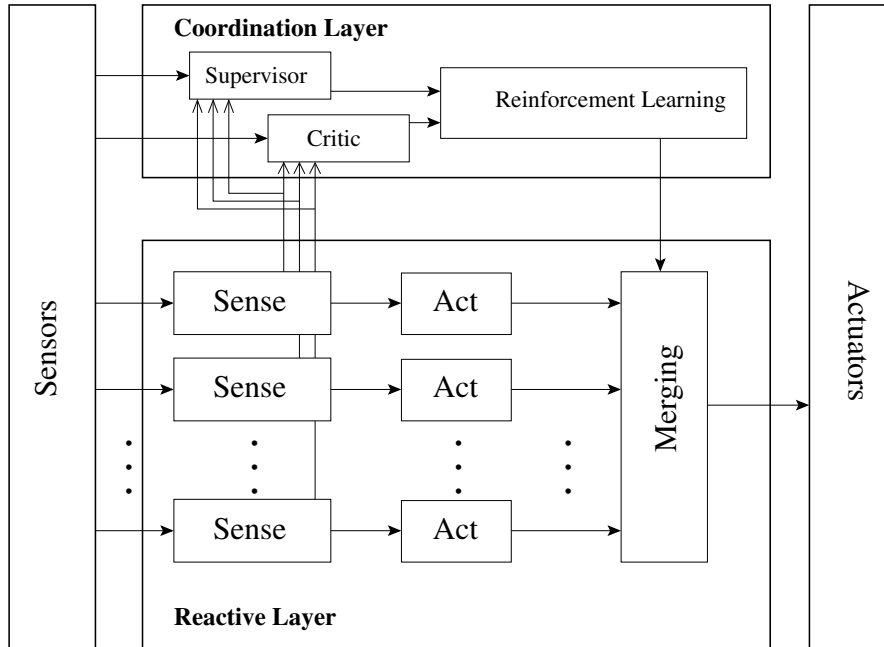 Coordination Layer
Supervisor
Reinforcement Learning
Critic
Sensors
Sense
Act
Sense
Act
Sense
Act
Merging
Actuators
Reactive Layer